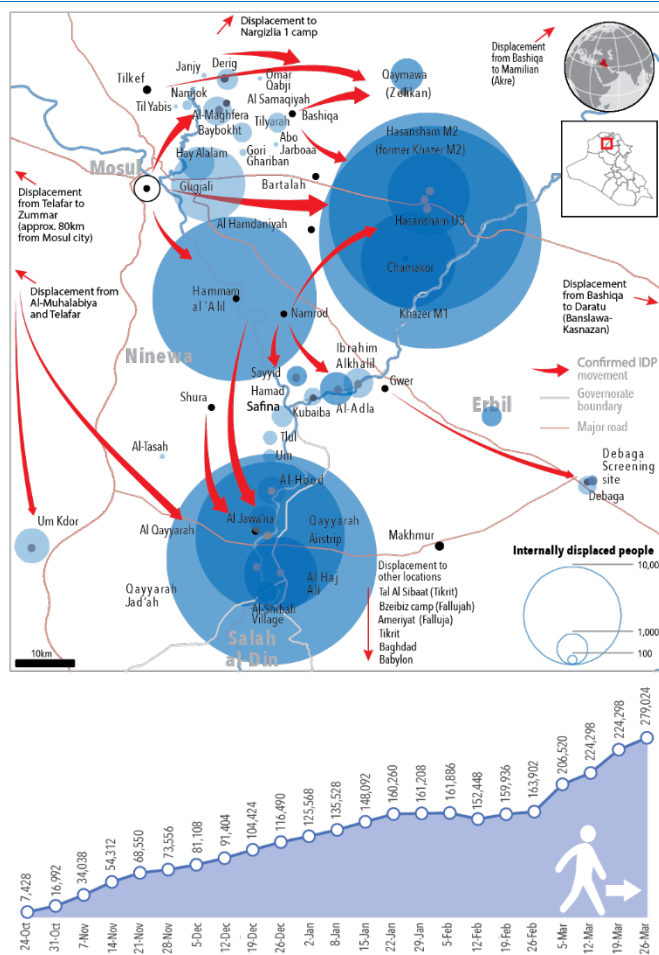 Displacement to
Nargizlia 1 camp
Displacement
from Bashiqa
to Mamilian
(Akre)
Tilkef
Janjy
Derig
Omar
Qabji
Qaymawa
(Zelikan)
Namjok
Til Yabis
Al-Maghfera
Al Samaqiyah
Bashiqa
Baybokht
Tilyarah
Abo
Jarboaa
Hasansham M2
(former Khazer M2)
Hay Alalam
Gori
Ghariban
Mosul
Gugjali
Bartalah
Displacement
from Telafar to
Zummar
(approx. 80km
from Mosul city)
Al Hamdaniyah
Hasansham U3
Chamakor
Displacement from
Al-Muhalabiya
and Telafar
Hammam
al `Alil
Namrod
Khazer M1
Displacement
from Bashiqa
to Daratu
(Banslawa-
Kasnazan)
Ninewa
Ibrahim
Alkhalil
Sayyid
Hamad
Gwer
Shura
Safina
Kubaiba
Al-Adla
Erbil
Confirmed IDP
movement
Governorate
boundary
Major road
Tlul
Al-Tasah
Um
Al-Hood
Debaga
Screening
site
Debaga
Um Kdor
Al Qayyarah
Al Jawa'na
Qayyarah
Airstrip
Makhmur
Qayyarah
Jad'ah
Al Haj
Ali
Al-Shirbali
Village
Salah
al-Din
Displacement to
other locations
Tal Al Sibaat (Tikrit)
Bzeibiz camp (Fallujah)
Ameriyat (Falluja)
Tikrit
Baghdad
Babylon
Internally displaced people
10,00
1,000
100
10km
7,428
16,992
34,038
54,312
68,550
73,556
81,108
91,404
104,424
116,490
125,568
135,528
148,092
160,260
161,208
161,886
152,448
159,936
163,902
206,520
224,298
224,298
279,024
24-Oct
31-Oct
7-Nov
14-Nov
21-Nov
28-Nov
5-Dec
12-Dec
19-Dec
26-Dec
2-Jan
8-Jan
15-Jan
22-Jan
29-Jan
5-Feb
12-Feb
19-Feb
26-Feb
5-Mar
12-Mar
19-Mar
26-Mar